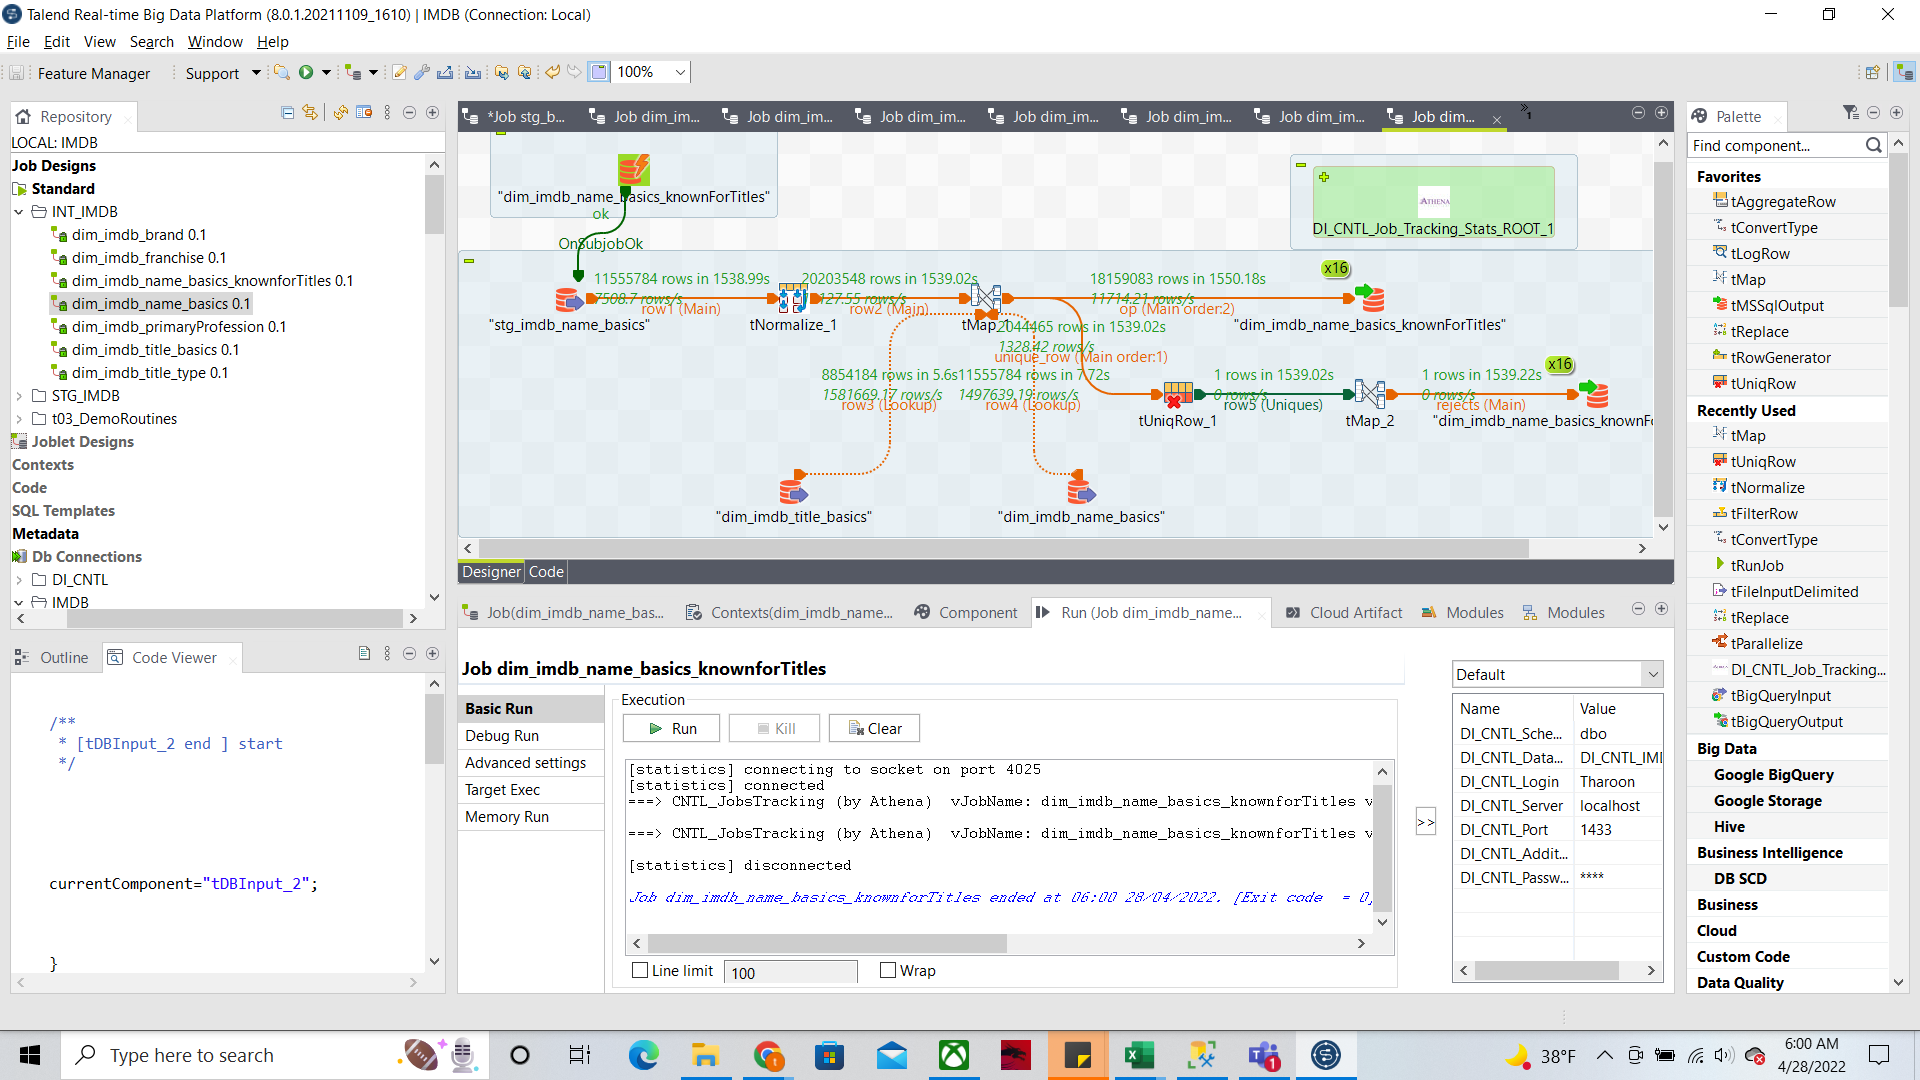 Talend Real-time Big Data Platform (8.0.1.20211109_1610) | IMDB (Connection: Local)
File Edit View Search Window Help
Feature Manager Support 100%
Repository
LOCAL: IMDB
Job Designs
Standard
INT_IMDB
dim_imdb_brand 0.1
dim_imdb_franchise 0.1
dim_imdb_name_basics_knownforTitles 0.1
dim_imdb_name_basics 0.1
dim_imdb_primaryProfession 0.1
dim_imdb_title_basics 0.1
dim_imdb_title_type 0.1
STG_IMDB
t03_DemoRoutines
Joblet Designs
Contexts
Code
SQL Templates
Metadata
Db Connections
DI_CNTL
IMDB
*Job stg_b... Job dim_im... Job dim_im... Job dim_im... Job dim_im... Job dim_im... Job dim_im... Job dim... 1
"dim_imdb_name_basics_knownForTitles"
ok
OnSubjobOk
ATHENA
DI_CNTL_Job_Tracking_Stats_ROOT_1
11555784 rows in 1538.99s
7508.7 rows/s
row1 (Main)
20203548 rows in 1539.02s
127.55 rows/s
row2 (Main)
18159083 rows in 1550.18s
11714.21 rows/s
op (Main order:2)
x16
"stg_imdb_name_basics"
tNormalize_1
tMap_1
"dim_imdb_name_basics_knownForTitles"
2044465 rows in 1539.02s
1328.42 rows/s
unique_row (Main order:1)
8854184 rows in 5.6s
1581669.17 rows/s
row3 (Lookup)
11555784 rows in 7.72s
1497639.19 rows/s
row4 (Lookup)
1 rows in 1539.02s
0 rows/s
row5 (Uniques)
1 rows in 1539.22s
0 rows/s
rejects (Main)
x16
tUniqRow_1
tMap_2
"dim_imdb_name_basics_knownFo
"dim_imdb_title_basics"
"dim_imdb_name_basics"
Designer Code
Job(dim_imdb_name_bas... Contexts(dim_imdb_name... Component Run (Job dim_imdb_name... Cloud Artifact Modules Modules
Job dim_imdb_name_basics_knownforTitles
Basic Run
Debug Run
Advanced settings
Target Exec
Memory Run
Execution
Run Kill Clear
[statistics] connecting to socket on port 4025
[statistics] connected
===> CNTL_JobsTracking (by Athena) vJobName: dim_imdb_name_basics_knownforTitles v
===> CNTL_JobsTracking (by Athena) vJobName: dim_imdb_name_basics_knownforTitles v
[statistics] disconnected
Job dim_imdb_name_basics_knownforTitles ended at 06:00 28/04/2022. [Exit code = 0]
Line limit 100 Wrap
>>
Default
Name Value
DI_CNTL_Sche... dbo
DI_CNTL_Data... DI_CNTL_IMI
DI_CNTL_Login Tharoon
DI_CNTL_Server localhost
DI_CNTL_Port 1433
DI_CNTL_Addit...
DI_CNTL_Passw... ****
Outline Code Viewer
/**
* [tDBInput_2 end ] start
*/
currentComponent="tDBInput_2";
}
Palette
Find component...
Favorites
tAggregateRow
tConvertType
tLogRow
tMap
tMSSqlOutput
tReplace
tRowGenerator
tUniqRow
Recently Used
tMap
tUniqRow
tNormalize
tFilterRow
tConvertType
tRunJob
tFileInputDelimited
tReplace
tParallelize
DI_CNTL_Job_Tracking...
tBigQueryInput
tBigQueryOutput
Big Data
Google BigQuery
Google Storage
Hive
Business Intelligence
DB SCD
Business
Cloud
Custom Code
Data Quality
Type here to search
1
38°F
6:00 AM
4/28/2022